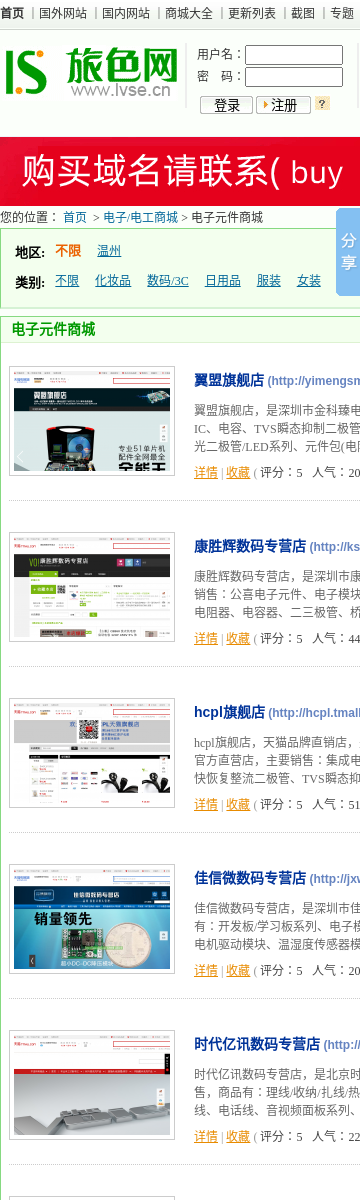 首页 | 国外网站 | 国内网站 | 商城大全 | 更新列表 | 截图 | 专题
LS 旅色网
www.lvse.cn
用户名：
密　码：
登录 注册 ?
购买域名请联系( buy
您的位置： 首页 > 电子/电工商城 > 电子元件商城
分享
地区: 不限 温州
类别: 不限 化妆品 数码/3C 日用品 服装 女装
电子元件商城
翼盟旗舰店 (http://yimengsm
翼盟旗舰店，是深圳市金科臻电
IC、电容、TVS瞬态抑制二极管
光二极管/LED系列、元件包(电阻
详情 | 收藏 ( 评分：5 人气：20
康胜辉数码专营店 (http://ks
康胜辉数码专营店，是深圳市康
销售：公喜电子元件、电子模块
电阻器、电容器、二三极管、桥
详情 | 收藏 ( 评分：5 人气：44
hcpl旗舰店 (http://hcpl.tmall
hcpl旗舰店，天猫品牌直销店，
官方直营店，主要销售：集成电
快恢复整流二极管、TVS瞬态抑
详情 | 收藏 ( 评分：5 人气：51
佳信微数码专营店 (http://jxw
佳信微数码专营店，是深圳市佳
有：开发板/学习板系列、电子模
电机驱动模块、温湿度传感器模
详情 | 收藏 ( 评分：5 人气：20
销量领先
时代亿讯数码专营店 (http://
时代亿讯数码专营店，是北京时
售，商品有：理线/收纳/扎线/热
线、电话线、音视频面板系列、
详情 | 收藏 ( 评分：5 人气：22